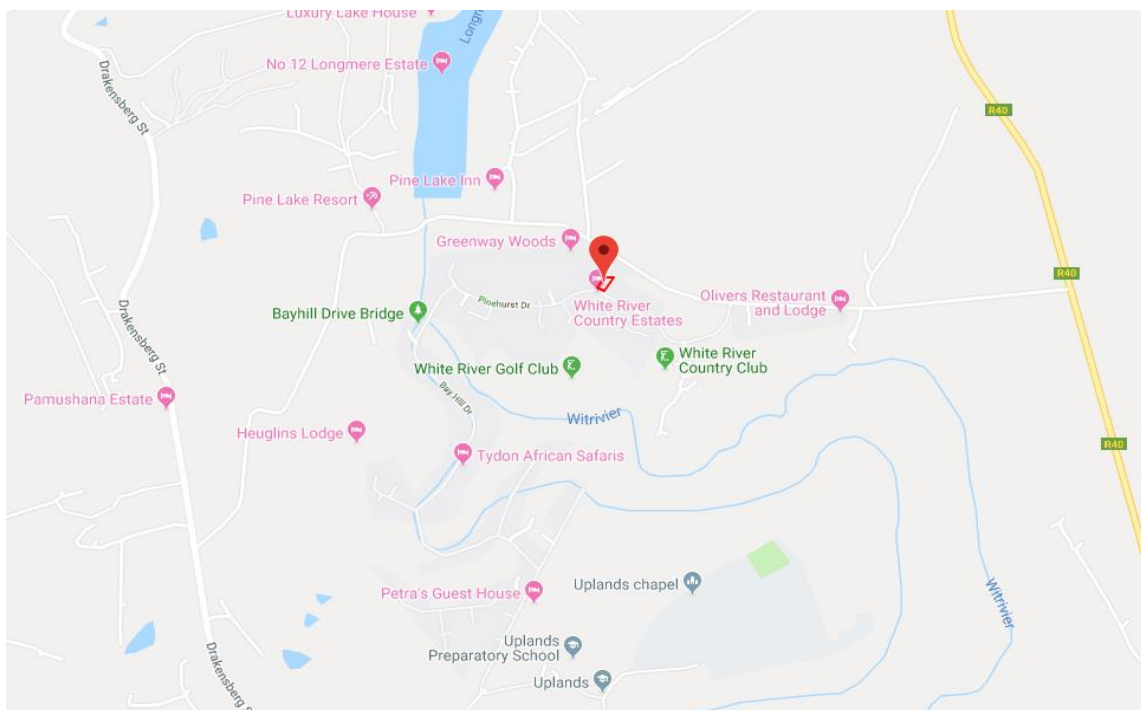 Luxury Lake House
Longm
No 12 Longmere Estate
Drakensberg St
R40
Pine Lake Inn
Pine Lake Resort
Greenway Woods
R40
White River
Country Estates
Olivers Restaurant
and Lodge
Pinehurst Dr
Bayhill Drive Bridge
Drakensberg St
White River Golf Club
White River
Country Club
Pamushana Estate
Bay Hill Dr
Witrivier
Heuglins Lodge
R40
Tydon African Safaris
Petra's Guest House
Uplands chapel
Witrivier
Uplands
Preparatory School
Drakensberg S
Uplands